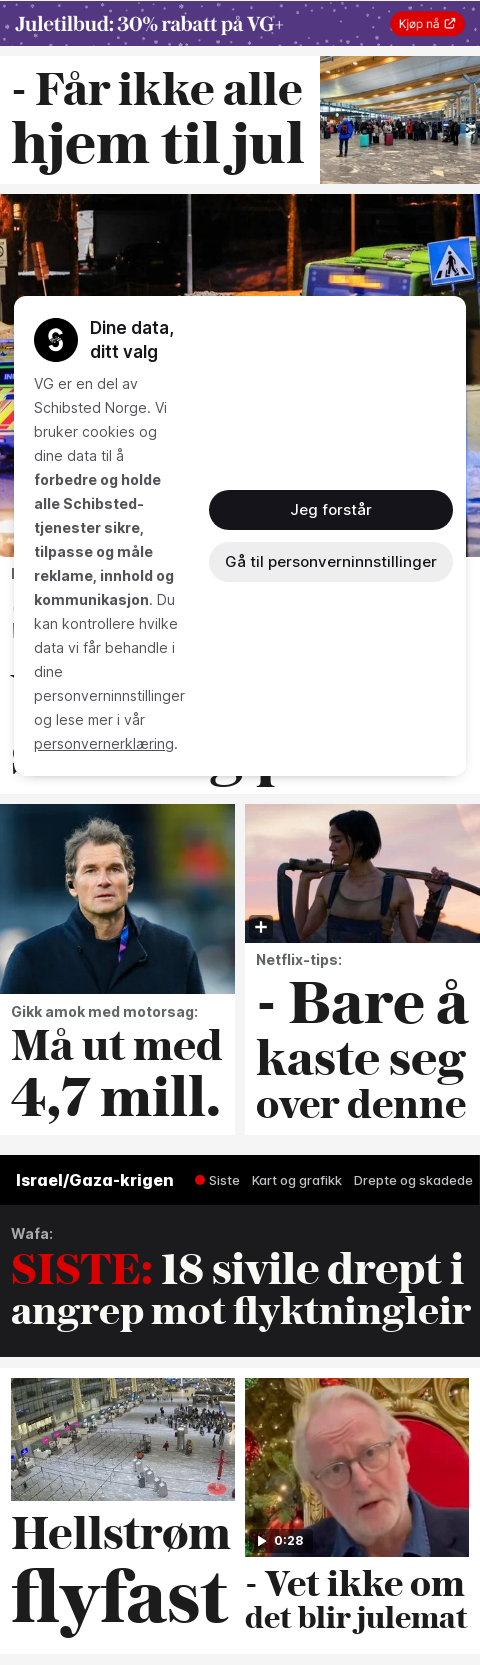 Juletilbud: 30% rabatt på VG+
Kjøp nå
- Får ikke alle
hjem til jul
Dine data,
ditt valg
VG er en del av
Schibsted Norge. Vi
bruker cookies og
dine data til å
forbedre og holde
alle Schibsted-
tjenester sikre,
tilpasse og måle
reklame, innhold og
kommunikasjon. Du
kan kontrollere hvilke
data vi får behandle i
dine
personverninnstillinger
og lese mer i vår
personvernerklæring.
Jeg forstår
Gå til personverninnstillinger
Gikk amok med motorsag:
Må ut med
4,7 mill.
Netflix-tips:
- Bare å
kaste seg
over denne
Israel/Gaza-krigen
Siste Kart og grafikk Drepte og skadede
Wafa:
SISTE: 18 sivile drept i
angrep mot flyktningleir
Hellstrøm
flyfast
0:28
- Vet ikke om
det blir julemat